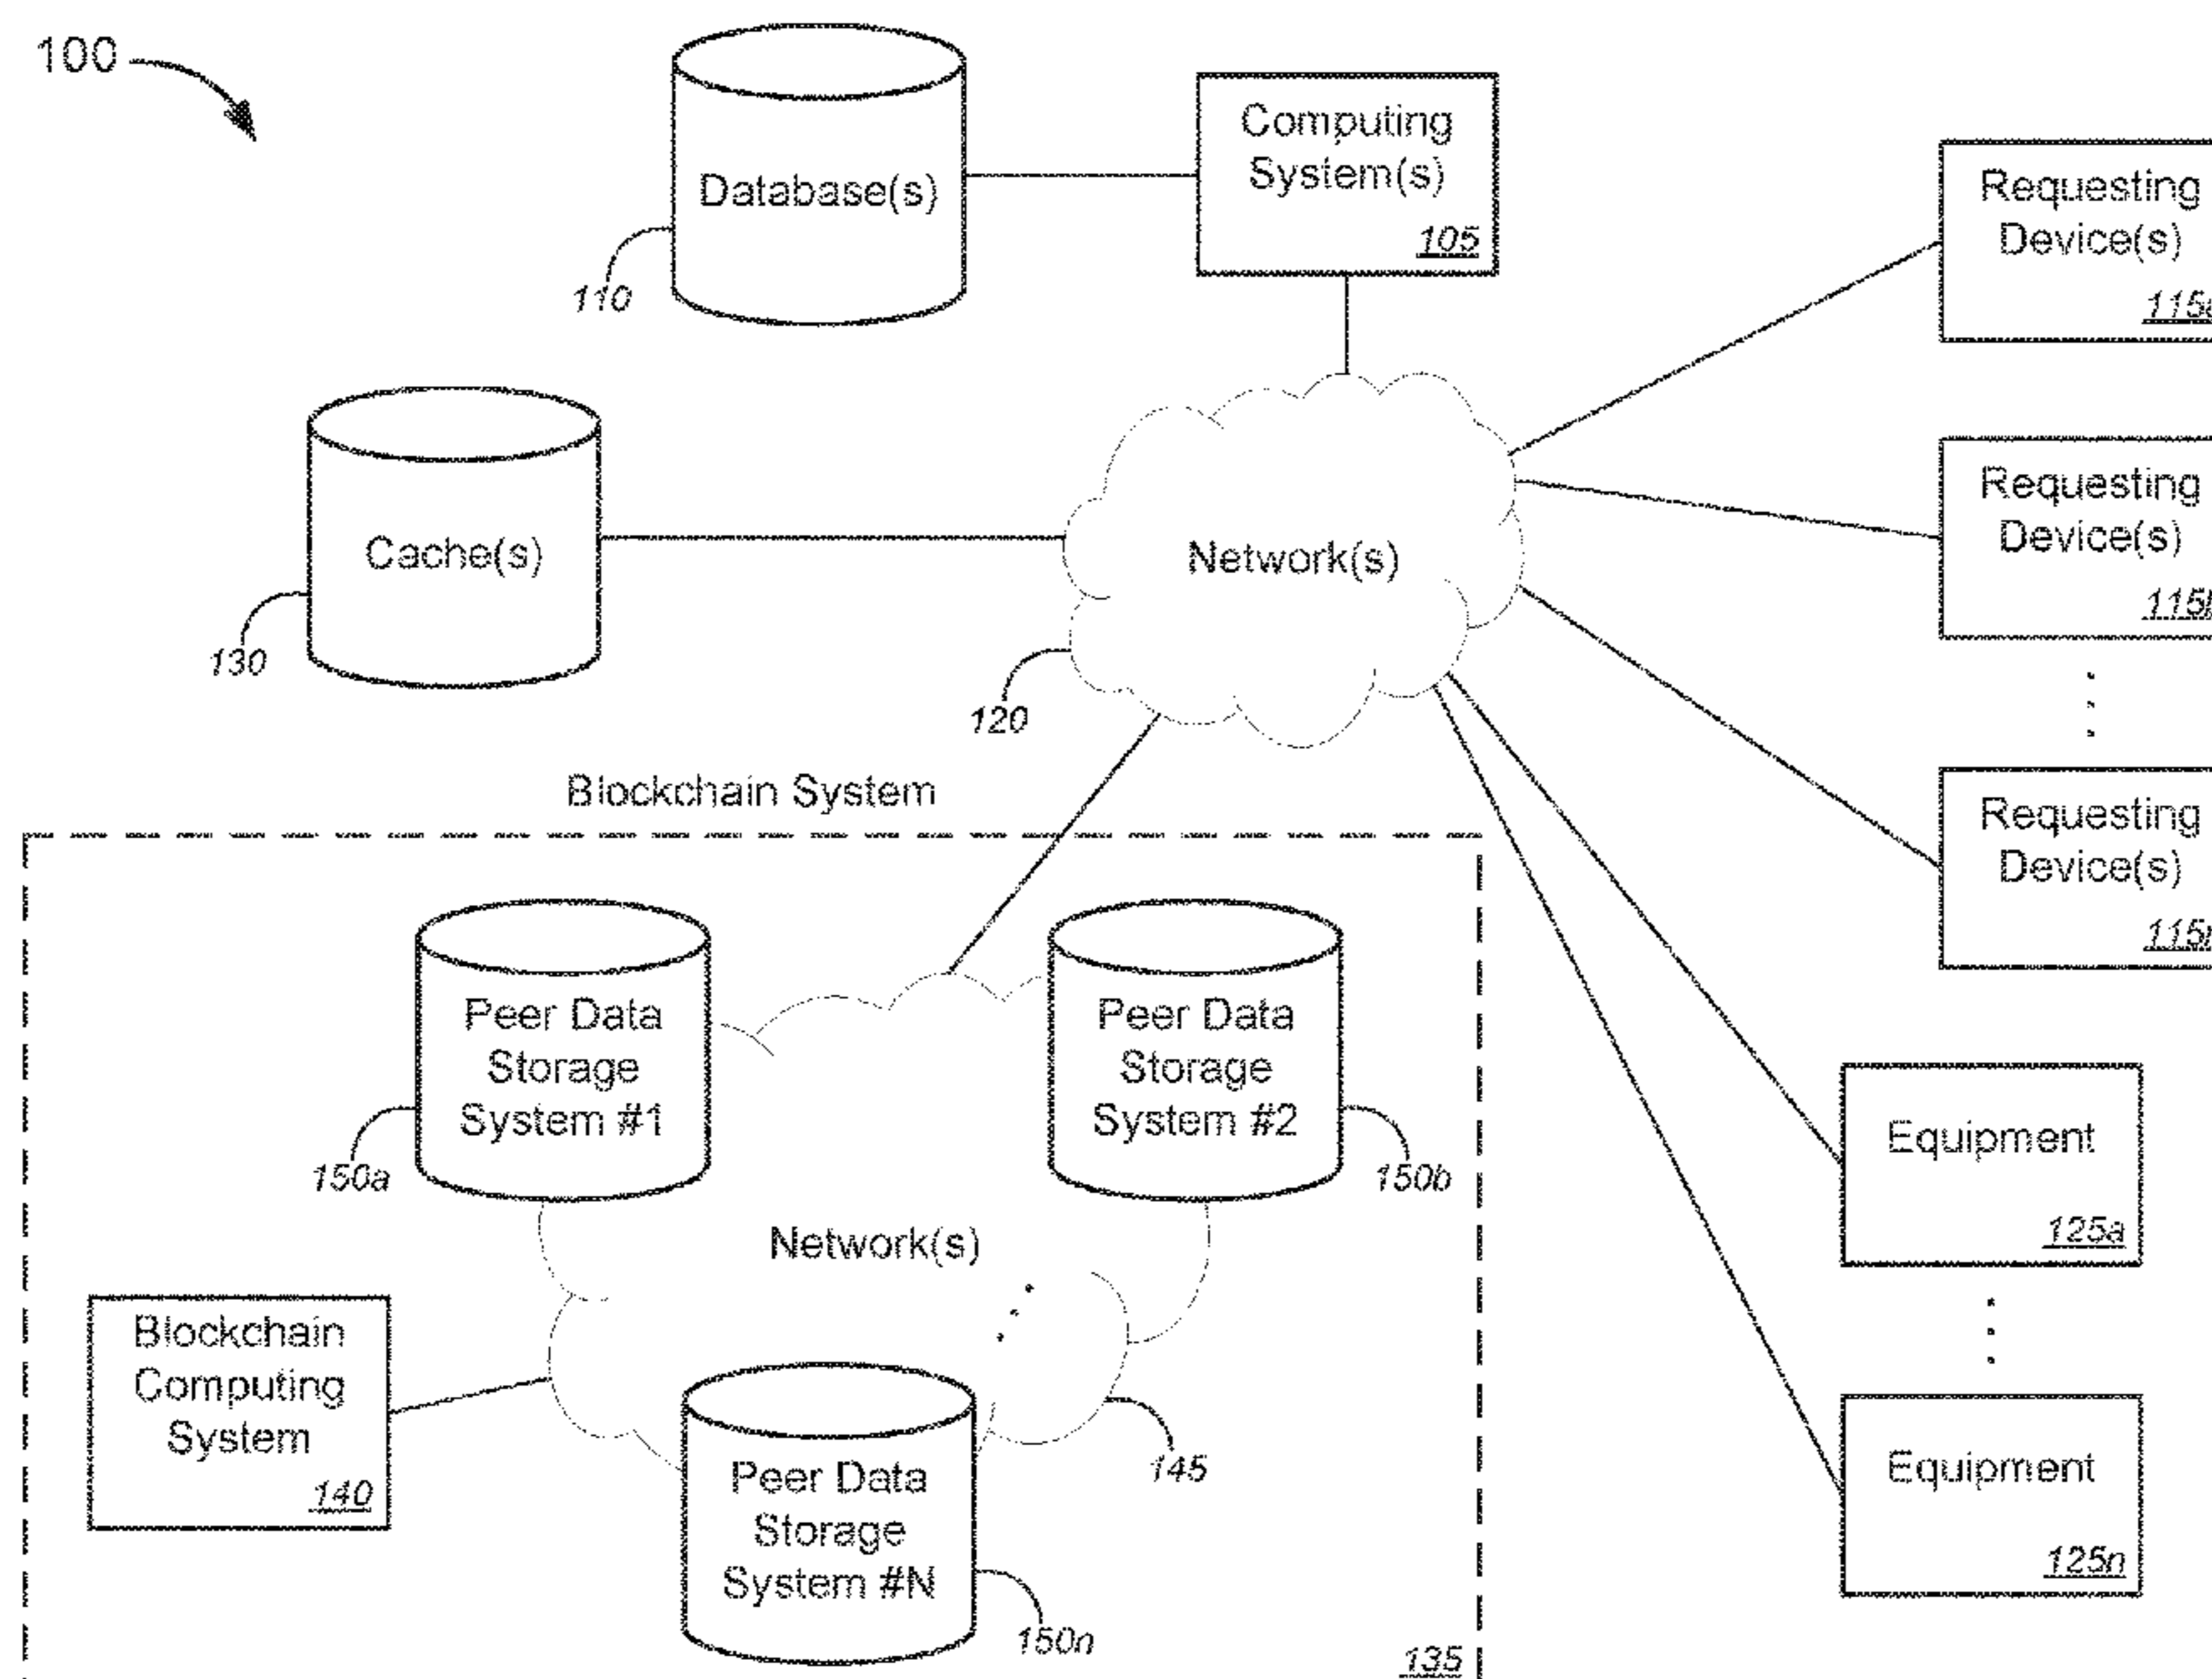 100
Database(s)
110
Computing
System(s)
105
Requesting
Device(s)
Requesting
Device(s)
Requesting
Device(s)
Cache(s)
130
Network(s)
120
Blockchain System
Peer Data
Storage
System #1
150a
Peer Data
Storage
System #2
150b
Network(s)
145
Blockchain
Computing
System
140
Peer Data
Storage
System #N
150n
135
Equipment
125a
Equipment
125n